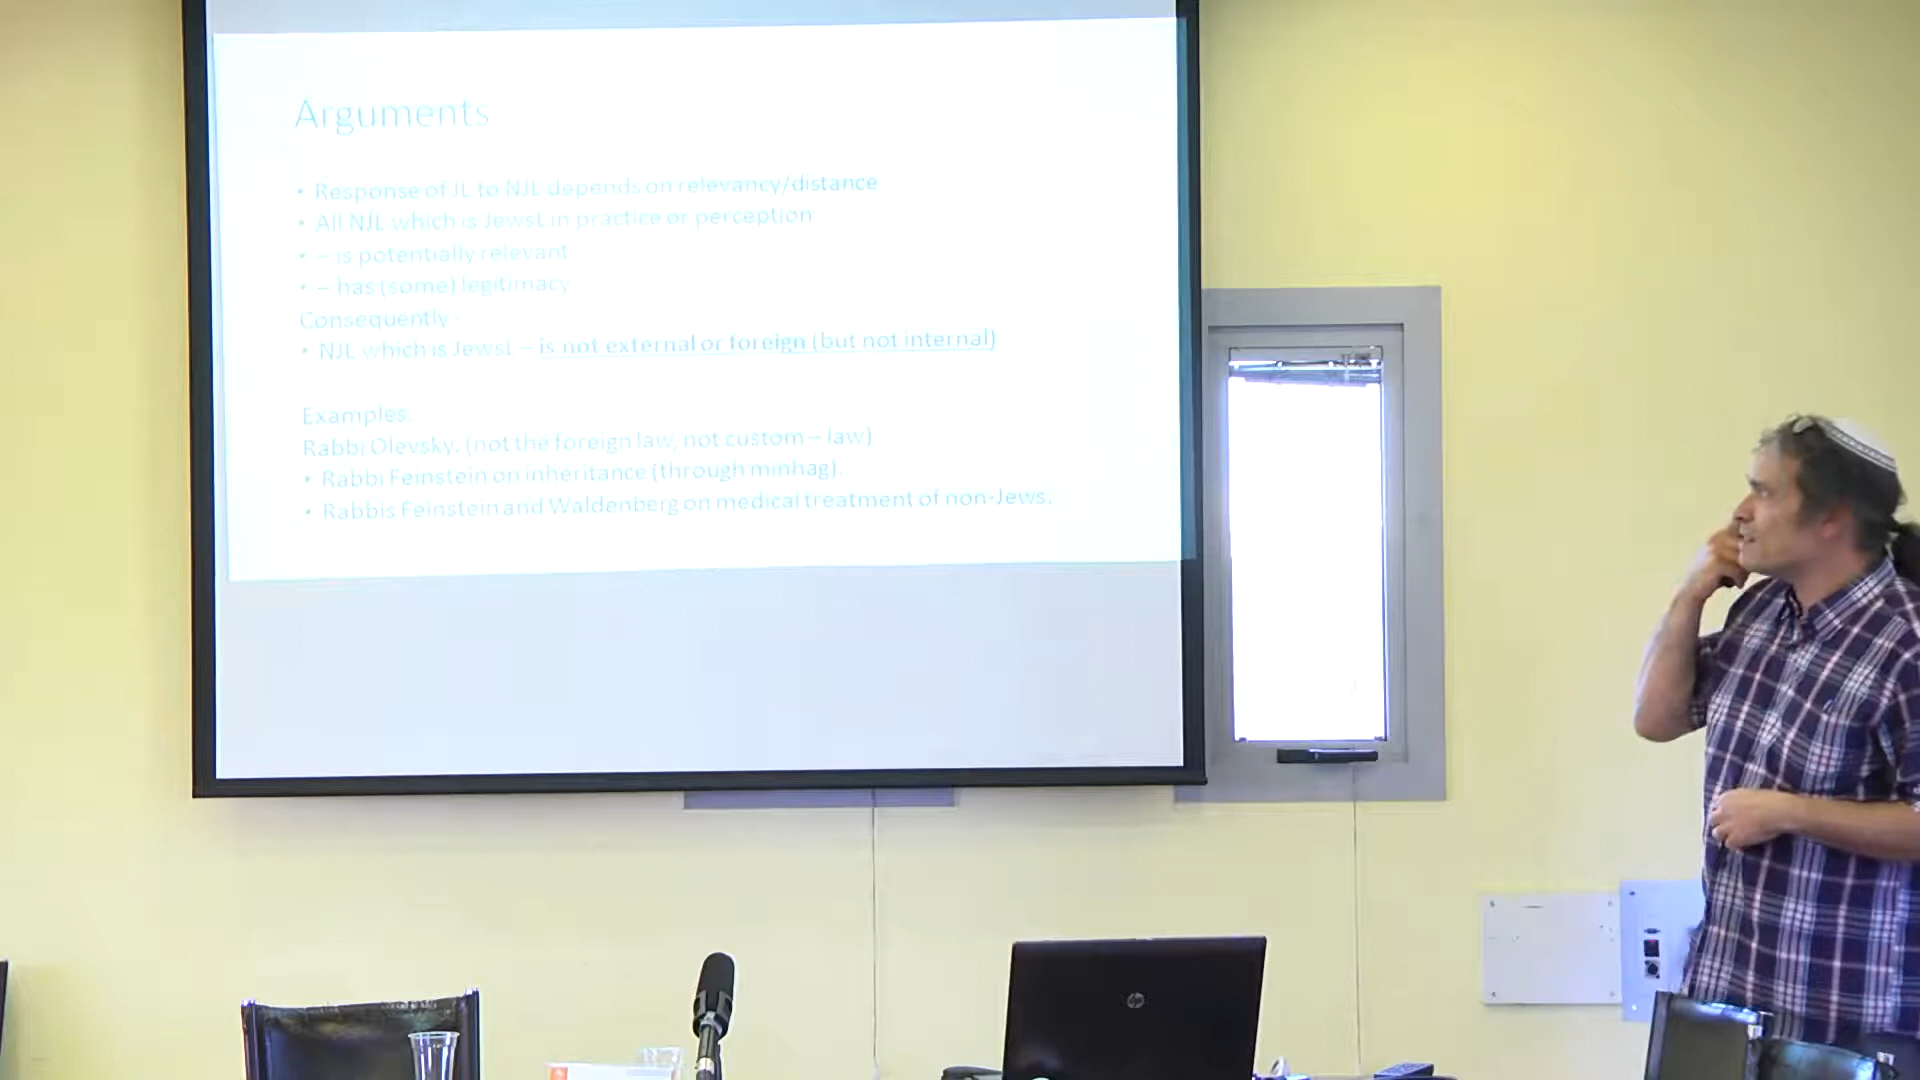 Arguments
• Response of JL to NJL depends on relevancy/distance
• All NJL which is JewsL in practice or perception
• – is potentially relevant
• – has (some) legitimacy
Consequently -
• NJL which is JewsL – is not external or foreign (but not internal)
Examples:
Rabbi Olevsky. (not the foreign law, not custom – law)
• Rabbi Feinstein on inheritance (through minhag).
• Rabbis Feinstein and Waldenberg on medical treatment of non-Jews.
hp